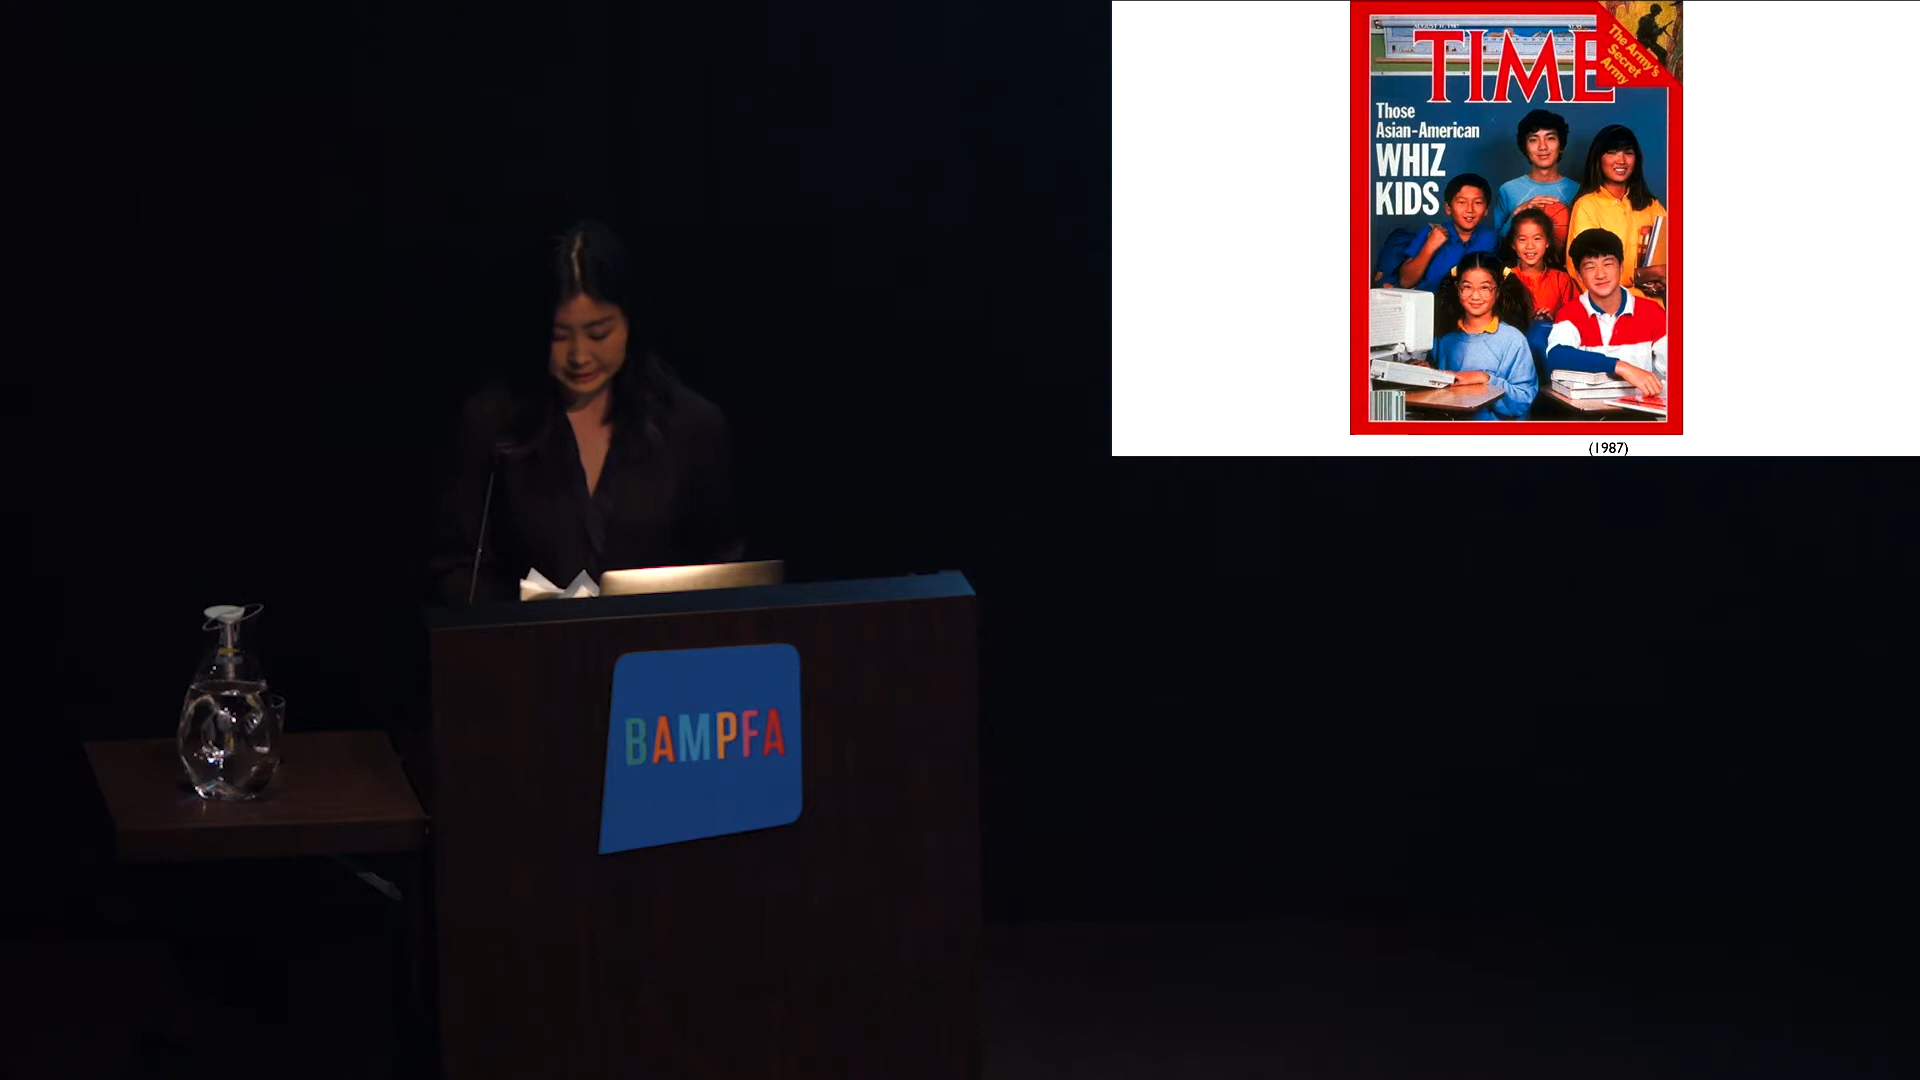 TIME
The Army's
Secret
Army
Those
Asian-American
WHIZ
KIDS
(1987)
BAMPFA